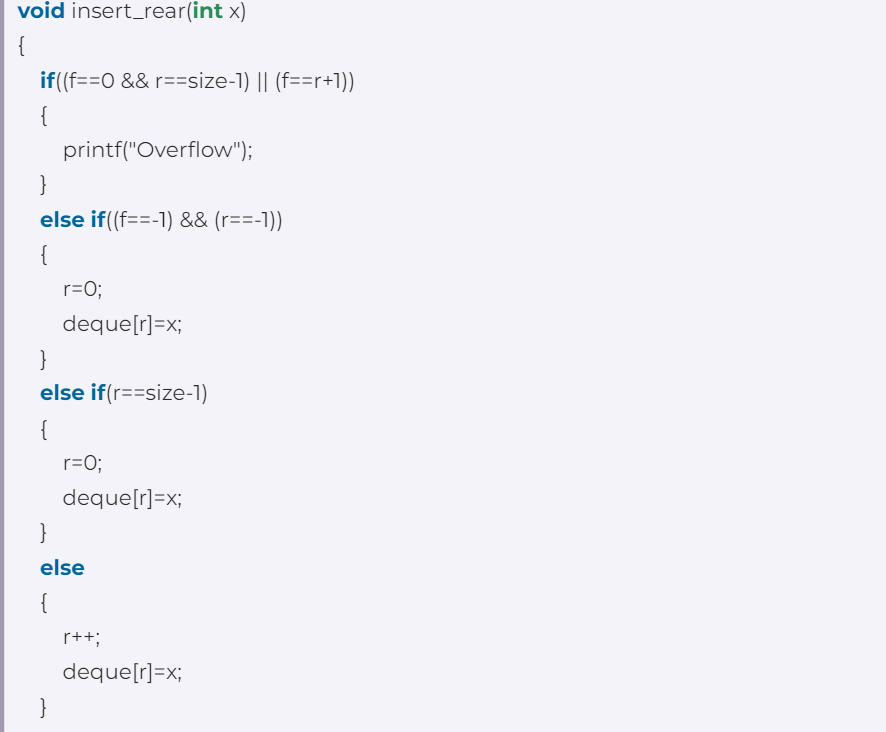 void insert_rear(int x)
{
if((f==0 && r==size-1) || (f==r+1))
{
printf("Overflow");
}
else if((f==-1) && (r==-1))
{
r=0;
deque[r]=x;
}
else if(r==size-1)
{
r=0;
deque[r]=x;
}
else
{
r++;
deque[r]=x;
}